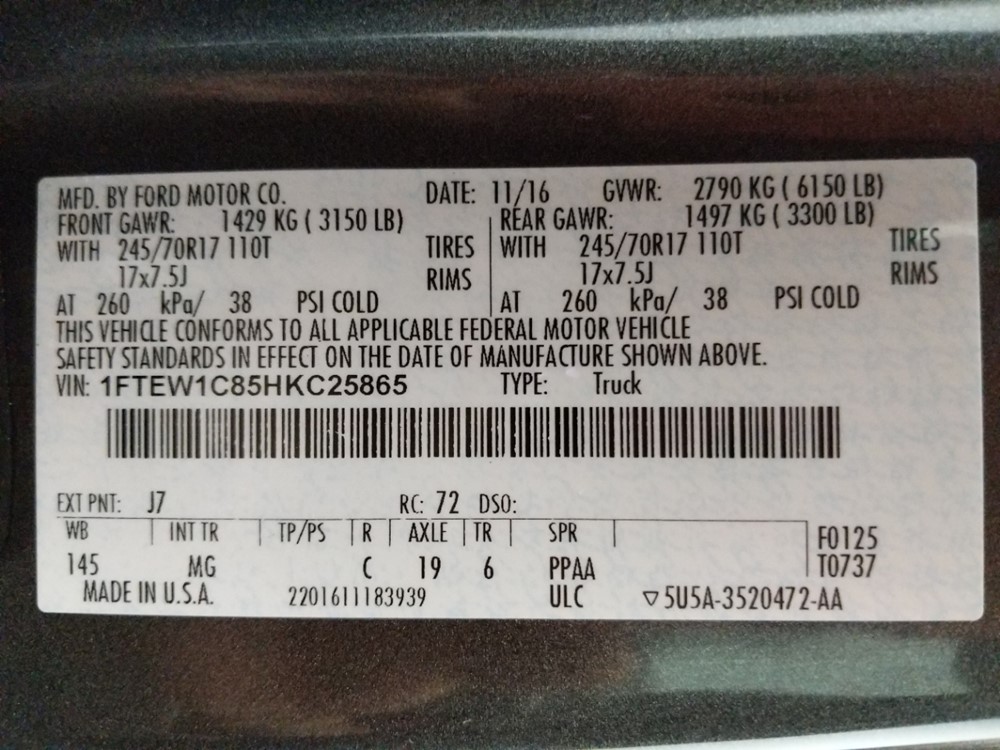 MFD. BY FORD MOTOR CO. DATE: 11/16 GVWR: 2790 KG ( 6150 LB)
FRONT GAWR: 1429 KG ( 3150 LB) REAR GAWR: 1497 KG ( 3300 LB)
WITH 245/70R17 110T TIRES WITH 245/70R17 110T TIRES
17x7.5J RIMS 17x7.5J RIMS
AT 260 kPa/ 38 PSI COLD AT 260 kPa/ 38 PSI COLD
THIS VEHICLE CONFORMS TO ALL APPLICABLE FEDERAL MOTOR VEHICLE
SAFETY STANDARDS IN EFFECT ON THE DATE OF MANUFACTURE SHOWN ABOVE.
VIN: 1FTEW1C85HKC25865 TYPE: Truck
EXT PNT: J7 RC: 72 DSO:
WB INT TR TP/PS R AXLE TR SPR F0125
145 MG C 19 6 PPAA T0737
MADE IN U.S.A. 2201611183939 ULC ▽5U5A-3520472-AA